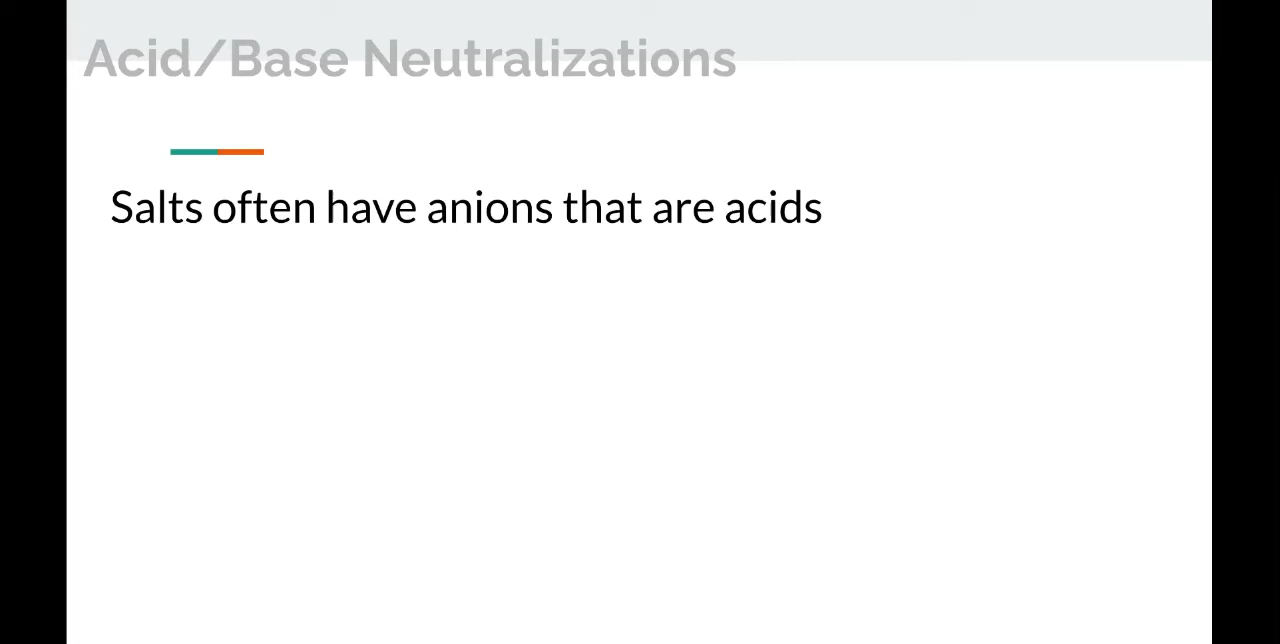 Acid/Base Neutralizations
Salts often have anions that are acids